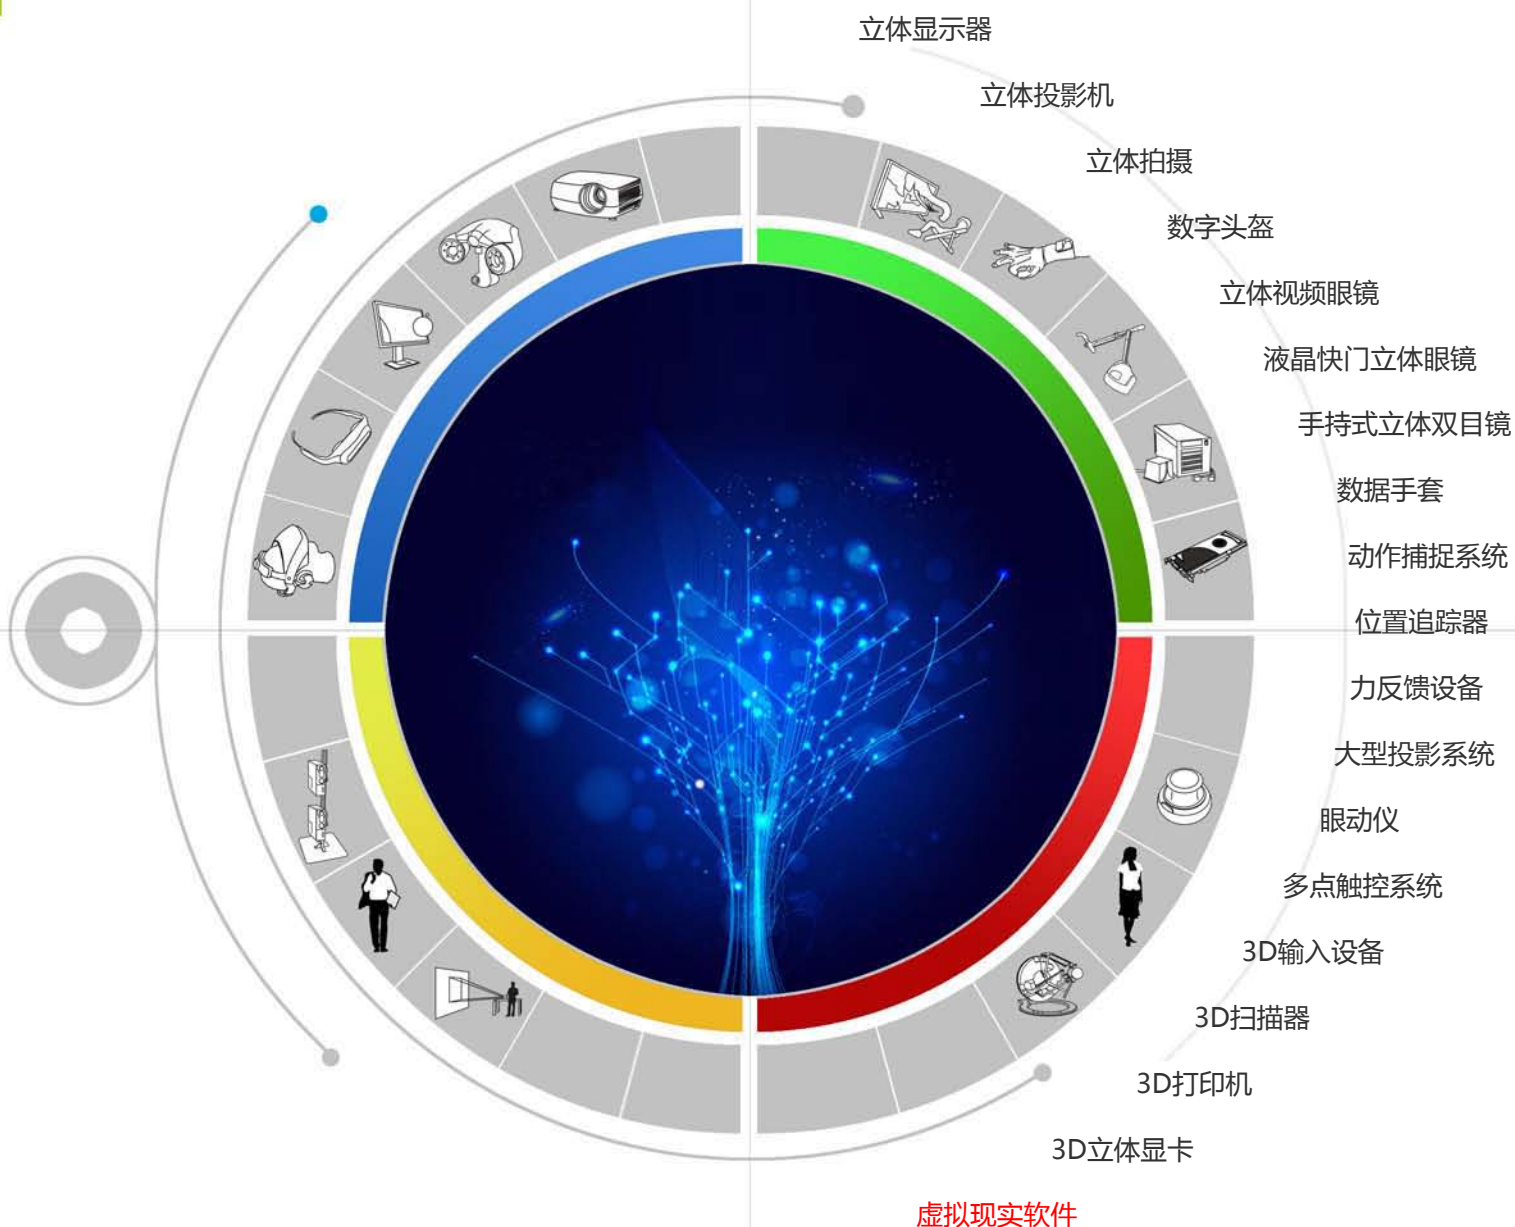 立体显示器
立体投影机
立体拍摄
数字头盔
立体视频眼镜
液晶快门立体眼镜
手持式立体双目镜
数据手套
动作捕捉系统
位置追踪器
力反馈设备
大型投影系统
眼动仪
多点触控系统
3D输入设备
3D扫描器
3D打印机
3D立体显卡
虚拟现实软件